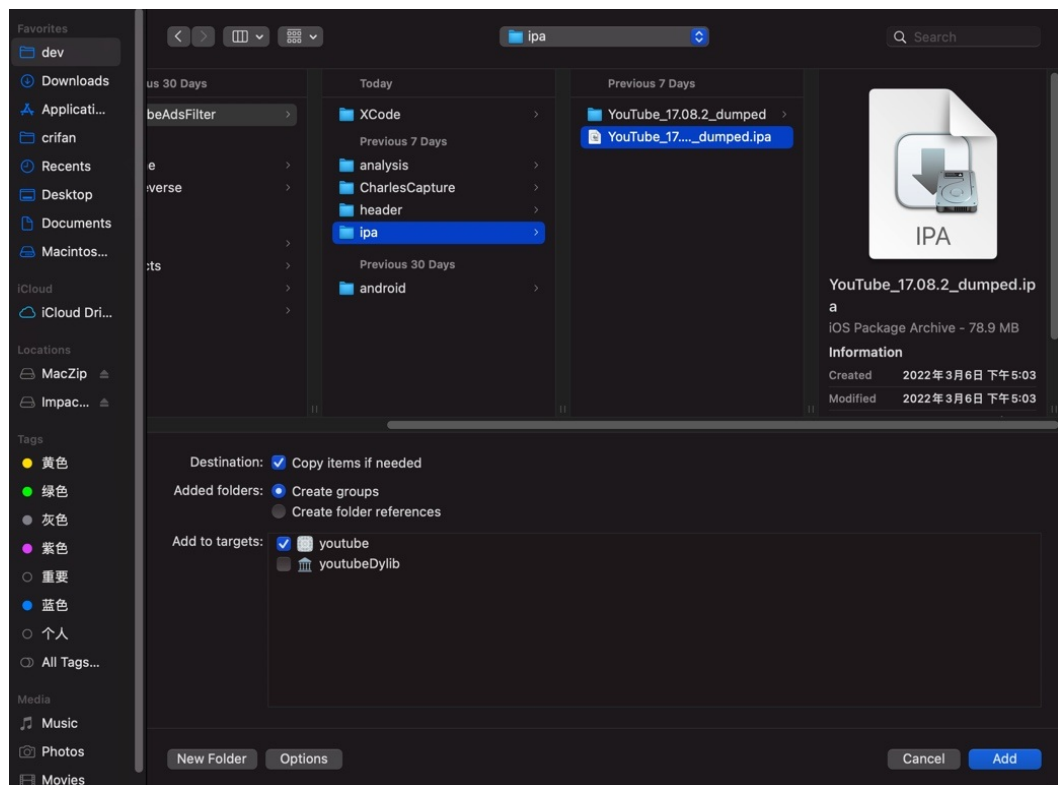 Favorites
dev
Downloads
Applicati...
crifan
Recents
Desktop
Documents
Macintos...
iCloud
iCloud Dri...
Locations
MacZip
Impac...
Tags
黄色
绿色
灰色
紫色
重要
蓝色
个人
All Tags...
Media
Music
Photos
Movies
ipa
Search
us 30 Days
beAdsFilter
e
everse
cts
Today
XCode
Previous 7 Days
analysis
CharlesCapture
header
ipa
Previous 30 Days
android
Previous 7 Days
YouTube_17.08.2_dumped
YouTube_17...._dumped.ipa
IPA
YouTube_17.08.2_dumped.ip
a
iOS Package Archive - 78.9 MB
Information
Created 2022年3月6日 下午5:03
Modified 2022年3月6日 下午5:03
Destination: Copy items if needed
Added folders: Create groups
Create folder references
Add to targets: youtube
youtubeDylib
New Folder Options Cancel Add